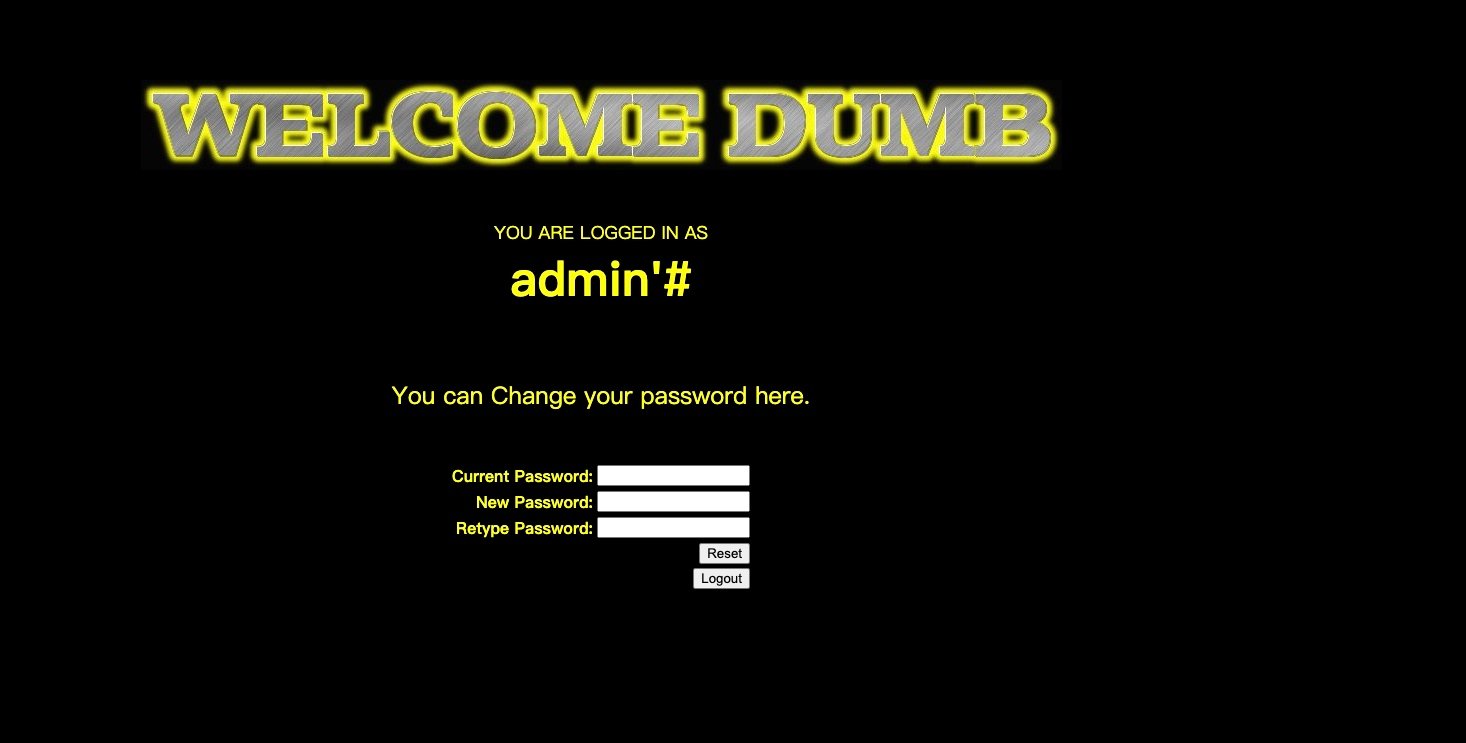 WELCOME DUMB
YOU ARE LOGGED IN AS
admin'#
You can Change your password here.
Current Password:
New Password:
Retype Password:
Reset
Logout